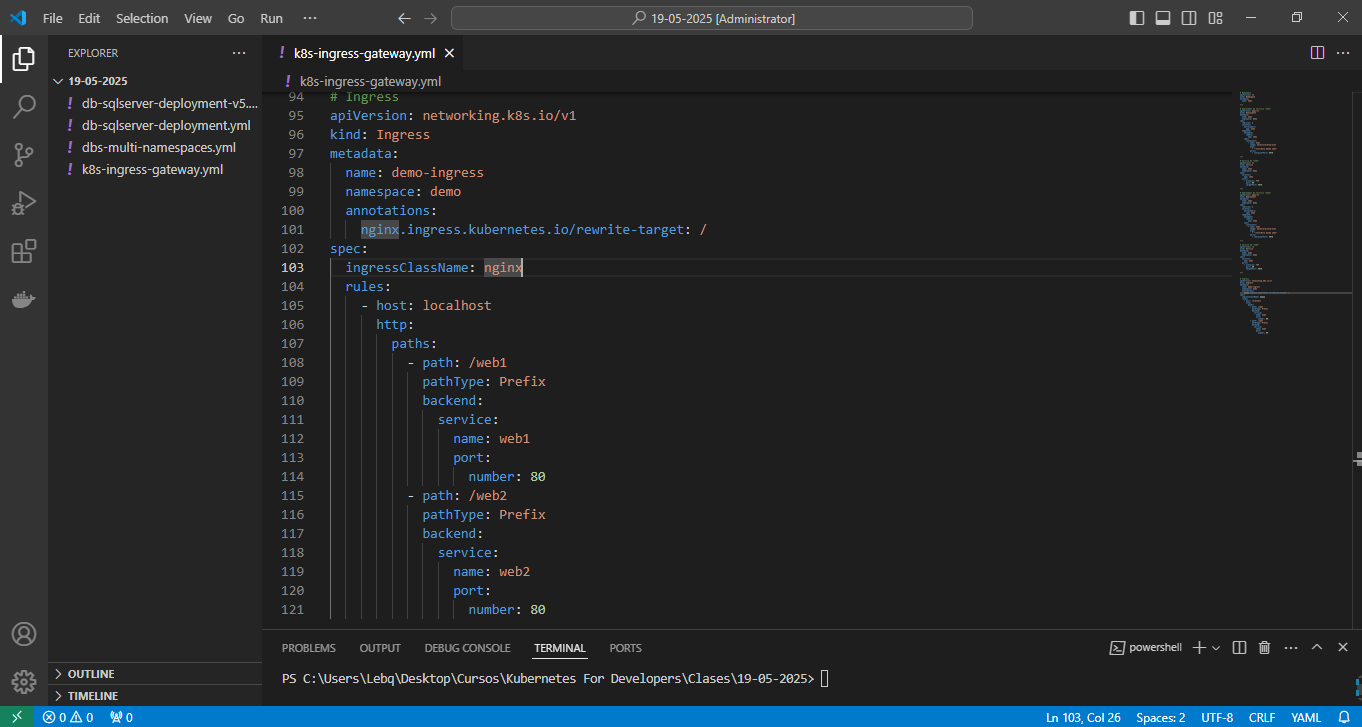 File Edit Selection View Go Run ···
19-05-2025 [Administrator]
EXPLORER ···
19-05-2025
! db-sqlserver-deployment-v5....
! db-sqlserver-deployment.yml
! dbs-multi-namespaces.yml
! k8s-ingress-gateway.yml
OUTLINE
TIMELINE
! k8s-ingress-gateway.yml
! k8s-ingress-gateway.yml
94 # Ingress
95 apiVersion: networking.k8s.io/v1
96 kind: Ingress
97 metadata:
98   name: demo-ingress
99   namespace: demo
100   annotations:
101     nginx.ingress.kubernetes.io/rewrite-target: /
102 spec:
103   ingressClassName: nginx
104   rules:
105     - host: localhost
106       http:
107         paths:
108           - path: /web1
109             pathType: Prefix
110             backend:
111               service:
112                 name: web1
113                 port:
114                   number: 80
115           - path: /web2
116             pathType: Prefix
117             backend:
118               service:
119                 name: web2
120                 port:
121                   number: 80
PROBLEMS OUTPUT DEBUG CONSOLE TERMINAL PORTS
powershell
PS C:\Users\Lebq\Desktop\Cursos\Kubernetes For Developers\Clases\19-05-2025>
0 0 0
Ln 103, Col 26 Spaces: 2 UTF-8 CRLF YAML